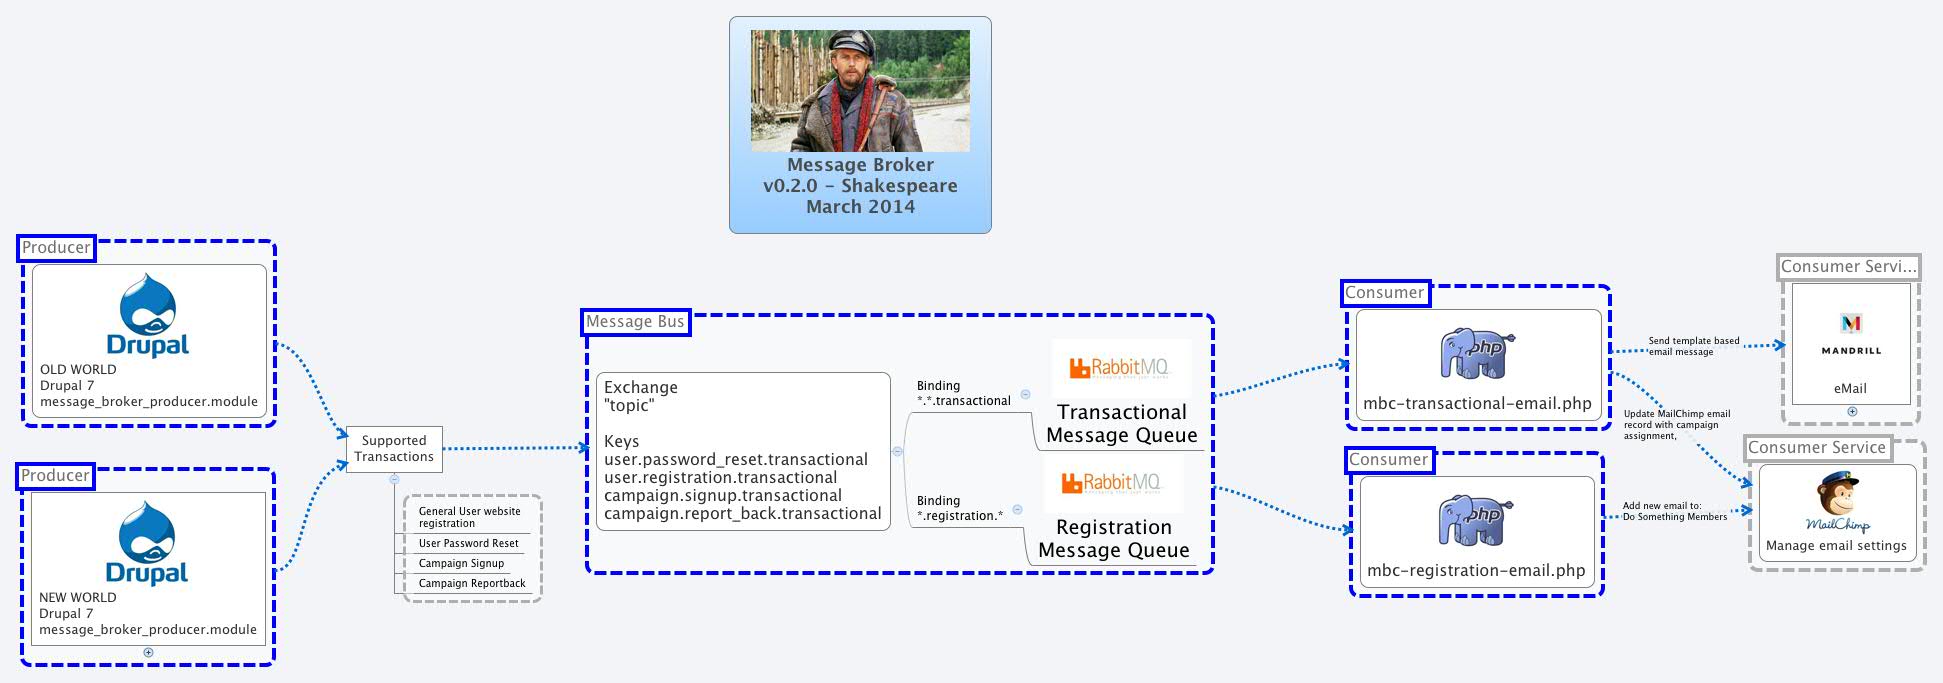 Message Broker
v0.2.0 - Shakespeare
March 2014
Producer
Drupal
OLD WORLD
Drupal 7
message_broker_producer.module
Producer
Drupal
NEW WORLD
Drupal 7
message_broker_producer.module
Supported
Transactions
General User website
registration
User Password Reset
Campaign Signup
Campaign Reportback
Message Bus
Exchange
"topic"
Keys
user.password_reset.transactional
user.registration.transactional
campaign.signup.transactional
campaign.report_back.transactional
Binding
*.*.transactional
RabbitMQ
Transactional
Message Queue
Binding
*.registration.*
RabbitMQ
Registration
Message Queue
Consumer
php
mbc-transactional-email.php
Consumer
php
mbc-registration-email.php
Send template based
email message
Update MailChimp email
record with campaign
assignment,
Add new email to:
Do Something Members
Consumer Servi...
MANDRILL
eMail
Consumer Service
MailChimp
Manage email settings